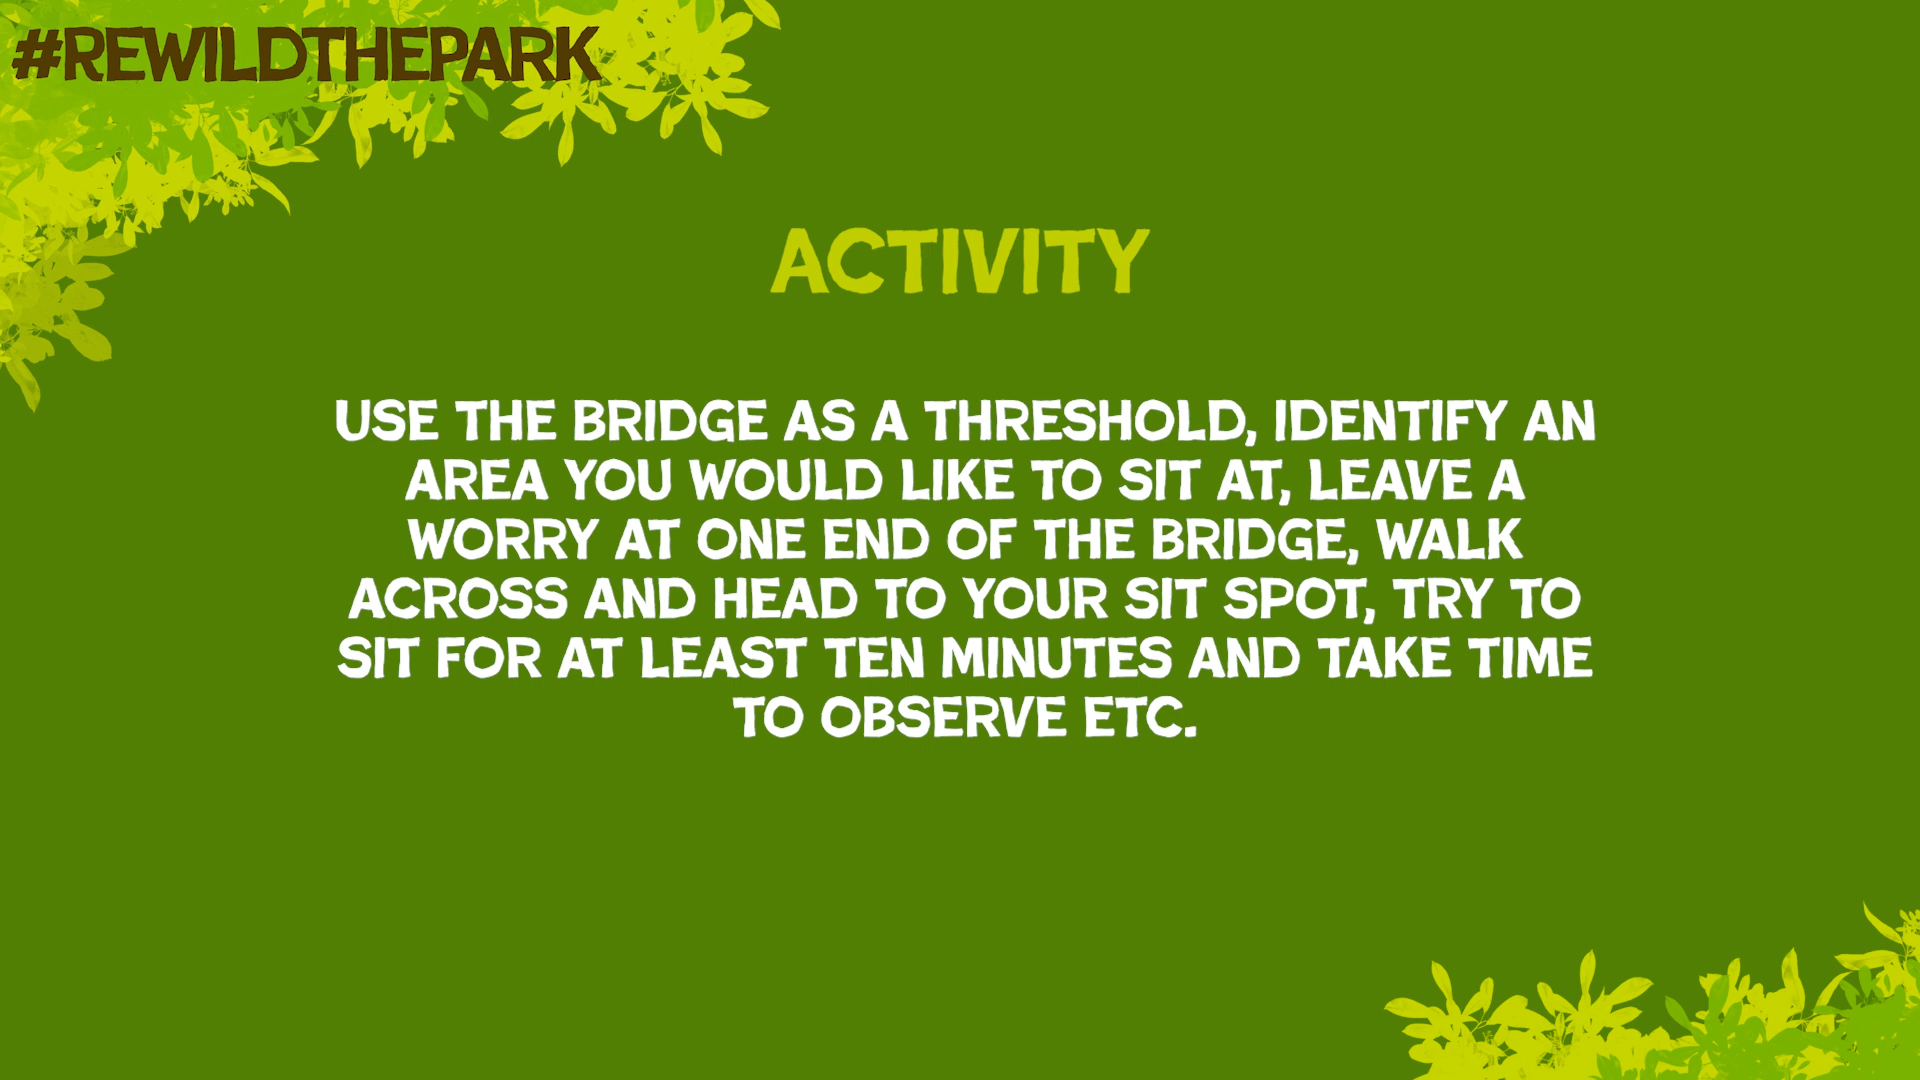 #REWILDTHEPARK
ACTIVITY
USE THE BRIDGE AS A THRESHOLD, IDENTIFY AN
AREA YOU WOULD LIKE TO SIT AT, LEAVE A
WORRY AT ONE END OF THE BRIDGE, WALK
ACROSS AND HEAD TO YOUR SIT SPOT, TRY TO
SIT FOR AT LEAST TEN MINUTES AND TAKE TIME
TO OBSERVE ETC.